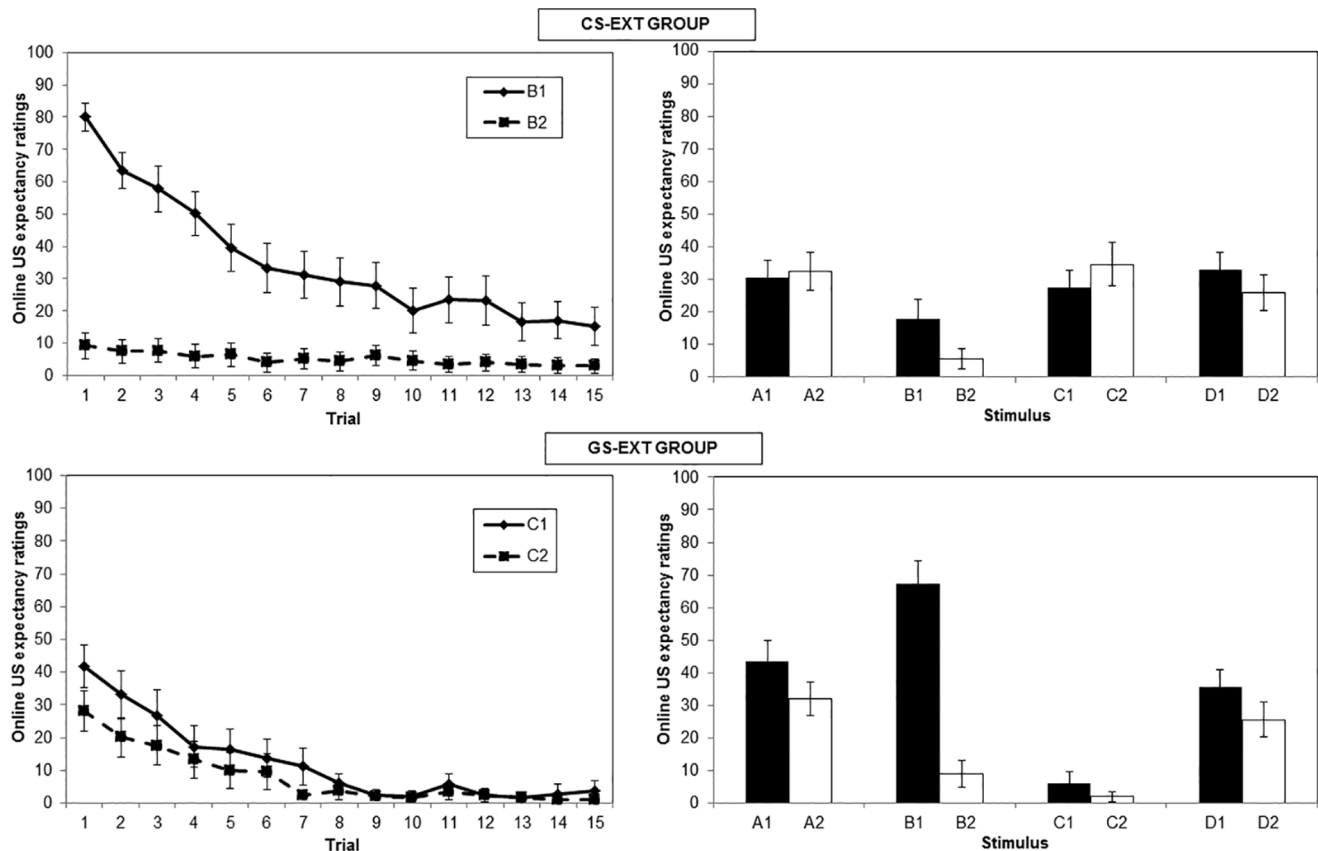 CS-EXT GROUP
Online US expectancy ratings
100
90
80
70
60
50
40
30
20
10
0
B1
B2
1 2 3 4 5 6 7 8 9 10 11 12 13 14 15
Trial
Online US expectancy ratings
100
90
80
70
60
50
40
30
20
10
0
A1 A2 B1 B2 C1 C2 D1 D2
Stimulus
GS-EXT GROUP
Online US expectancy ratings
100
90
80
70
60
50
40
30
20
10
0
C1
C2
1 2 3 4 5 6 7 8 9 10 11 12 13 14 15
Trial
Online US expectancy ratings
100
90
80
70
60
50
40
30
20
10
0
A1 A2 B1 B2 C1 C2 D1 D2
Stimulus